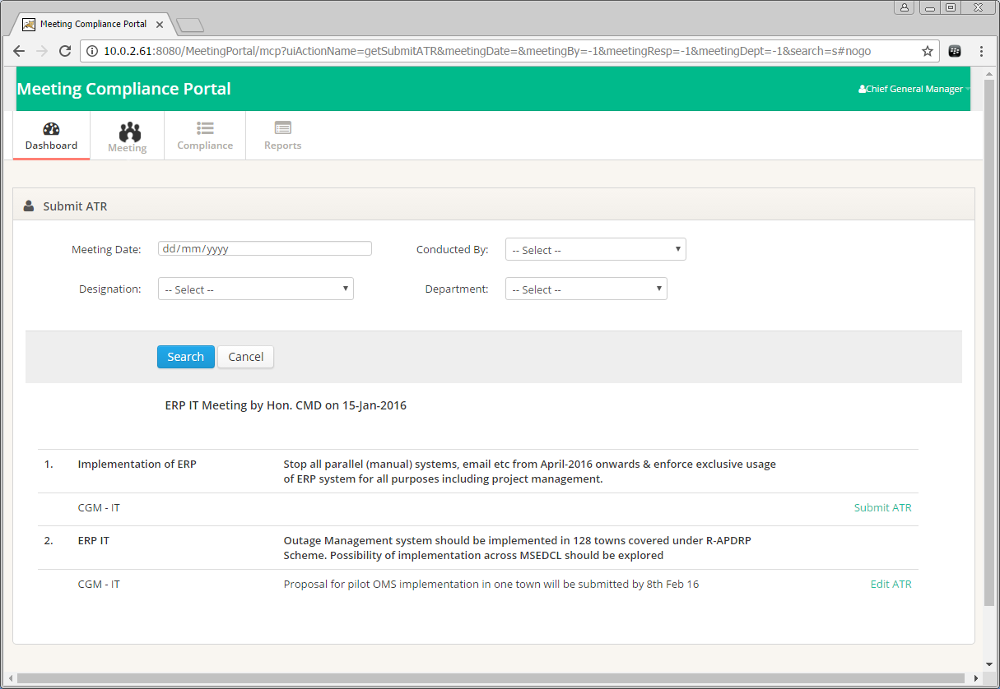 Meeting Compliance Portal
10.0.2.61:8080/MeetingPortal/mcp?uiActionName=getSubmitATR&meetingDate=&meetingBy=-1&meetingResp=-1&meetingDept=-1&search=s#nogo
Meeting Compliance Portal
Chief General Manager
Dashboard
Meeting
Compliance
Reports
Submit ATR
Meeting Date: dd/mm/yyyy Conducted By: -- Select --
Designation: -- Select -- Department: -- Select --
Search Cancel
ERP IT Meeting by Hon. CMD on 15-Jan-2016
1. Implementation of ERP Stop all parallel (manual) systems, email etc from April-2016 onwards & enforce exclusive usage
of ERP system for all purposes including project management.
CGM - IT Submit ATR
2. ERP IT Outage Management system should be implemented in 128 towns covered under R-APDRP
Scheme. Possibility of implementation across MSEDCL should be explored
CGM - IT Proposal for pilot OMS implementation in one town will be submitted by 8th Feb 16 Edit ATR